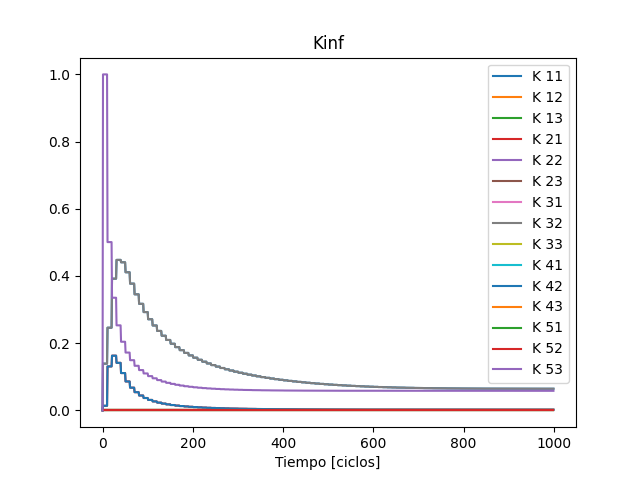 Kinf
1.0
0.8
0.6
0.4
0.2
0.0
0
200
400
600
800
1000
Tiempo [ciclos]
K 11
K 12
K 13
K 21
K 22
K 23
K 31
K 32
K 33
K 41
K 42
K 43
K 51
K 52
K 53